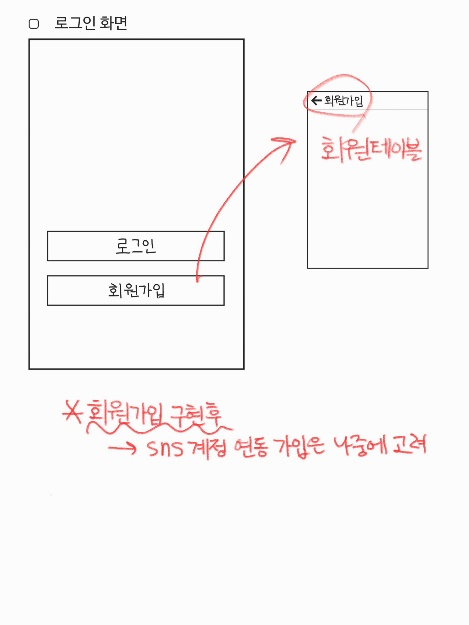 로그인 화면
← 회원가입
회원테이블
로그인
회원가입
* 회원가입 구현후
→ sns 계정 연동 가입은 나중에 고려